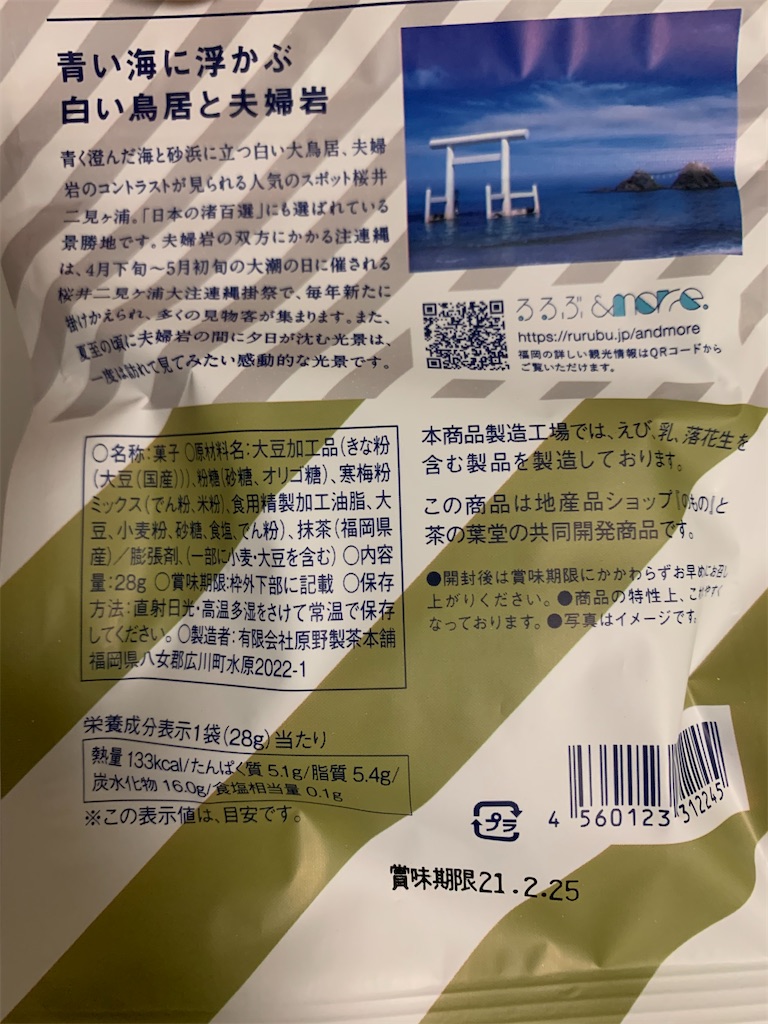 青い海に浮かぶ
白い鳥居と夫婦岩
青く澄んだ海と砂浜に立つ白い大鳥居、夫婦
岩のコントラストが見られる人気のスポット桜井
二見ヶ浦。「日本の渚百選」にも選ばれている
景勝地です。夫婦岩の双方にかかる注連縄
は、4月下旬〜5月初旬の大潮の日に催される
桜井二見ヶ浦大注連縄掛祭で、毎年新たに
掛けかえられ、多くの見物客が集まります。また、
夏至の頃に夫婦岩の間に夕日が沈む光景は、
一度は訪れて見てみたい感動的な光景です。
るるぶ &more.
https://rurubu.jp/andmore
福岡の詳しい観光情報はQRコードから
ご覧いただけます。
〇名称:菓子 〇原材料名:大豆加工品(きな粉
(大豆(国産)))、粉糖(砂糖、オリゴ糖)、寒梅粉
ミックス(でん粉、米粉)、食用精製加工油脂、大
豆、小麦粉、砂糖、食塩、でん粉)、抹茶(福岡県
産)/膨張剤、(一部に小麦・大豆を含む) 〇内容
量:28g 〇賞味期限:枠外下部に記載 〇保存
方法:直射日光・高温多湿をさけて常温で保存
してください。〇製造者:有限会社原野製茶本舗
福岡県八女郡広川町水原2022-1
本商品製造工場では、えび、乳、落花生を
含む製品を製造しております。
この商品は地産品ショップ『のもの』と
茶の葉堂の共同開発商品です。
●開封後は賞味期限にかかわらずお早めにお召し
上がりください。●商品の特性上、こわれやすく
なっております。●写真はイメージです。
栄養成分表示1袋(28g)当たり
熱量 133kcal/たんぱく質 5.1g/脂質 5.4g/
炭水化物 16.0g/食塩相当量 0.1g
※この表示値は、目安です。
プラ
4 560123 312245
賞味期限21.2.25